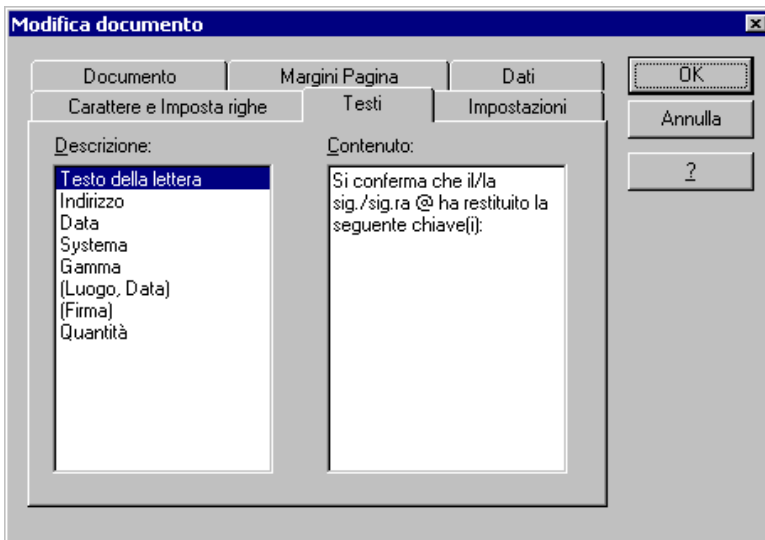 Modifica documento
Documento
Margini Pagina
Dati
Carattere e Imposta righe
Testi
Impostazioni
OK
Annulla
?
Descrizione:
Contenuto:
Testo della lettera
Indirizzo
Data
Systema
Gamma
(Luogo, Data)
(Firma)
Quantità
Si conferma che il/la
sig./sig.ra @ ha restituito la
seguente chiave(i):